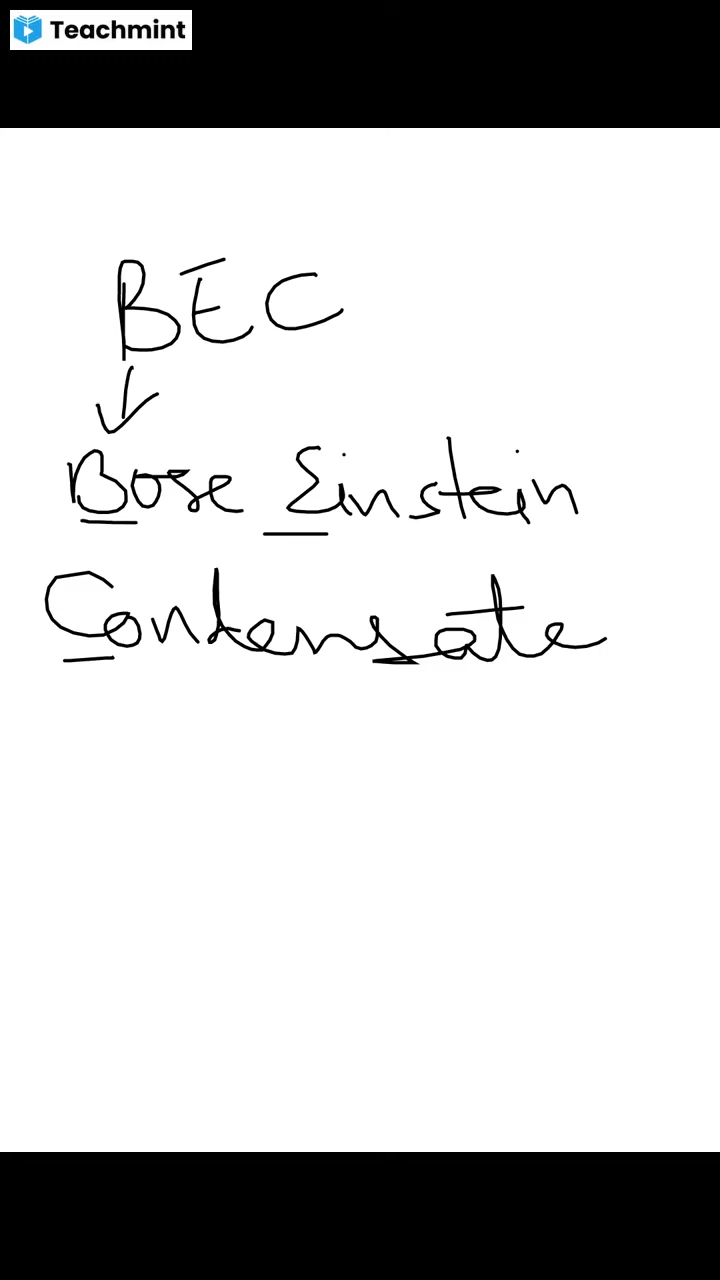 Teachmint
BEC
↓
Bose Einstein
Condensate